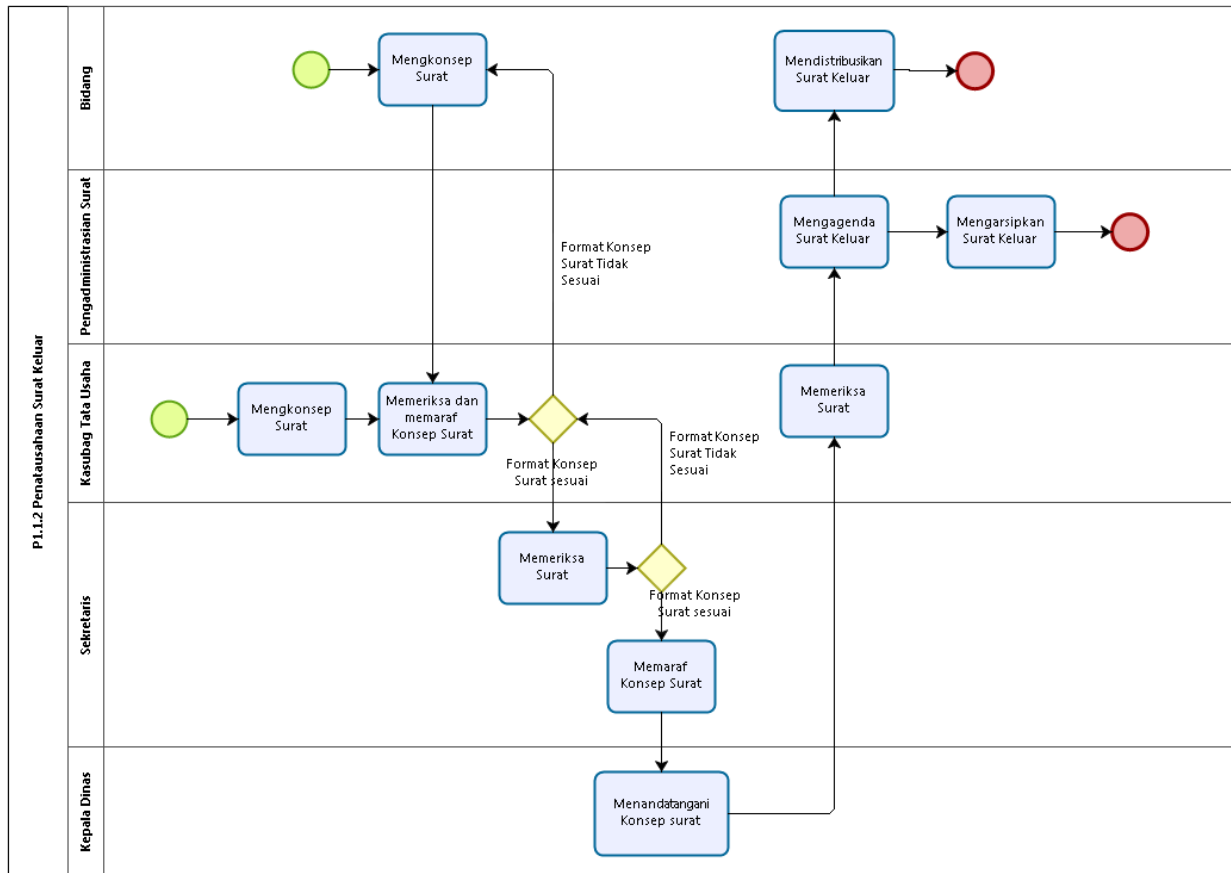 P1.1.2 Penatausahaan Surat Keluar
Bidang
Mengkonsep
Surat
Mendistribusikan
Surat Keluar
Pengadministrasian Surat
Format Konsep
Surat Tidak
Sesuai
Mengagenda
Surat Keluar
Mengarsipkan
Surat Keluar
Kasubag Tata Usaha
Mengkonsep
Surat
Memeriksa dan
memaraf
Konsep Surat
Format Konsep
Surat sesuai
Format Konsep
Surat Tidak
Sesuai
Memeriksa
Surat
Sekretaris
Memeriksa
Surat
Format Konsep
Surat sesuai
Memaraf
Konsep Surat
Kepala Dinas
Menandatangani
Konsep surat